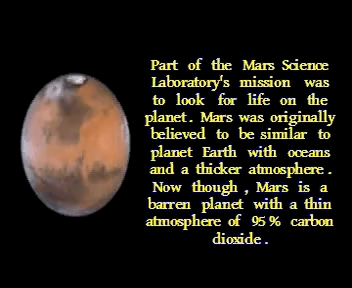 Part of the Mars Science
Laboratory's mission was
to look for life on the
planet. Mars was originally
believed to be similar to
planet Earth with oceans
and a thicker atmosphere.
Now though , Mars is a
barren planet with a thin
atmosphere of 95% carbon
dioxide.